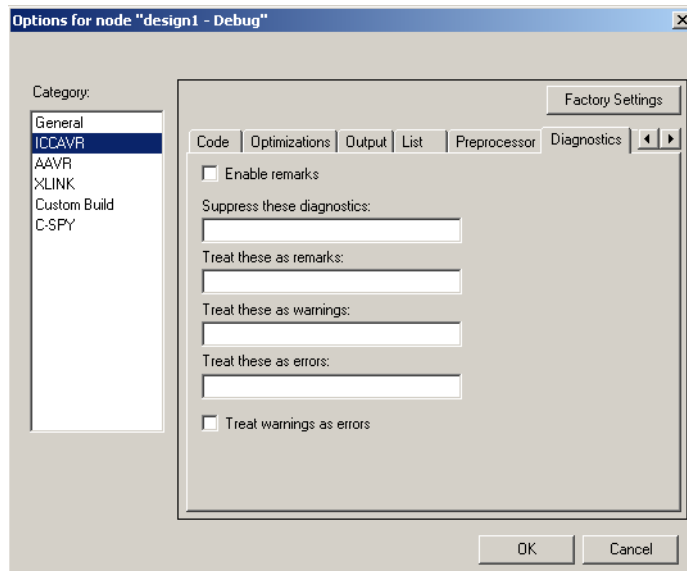 Options for node "design1 - Debug"
Category:
General
ICCAVR
AAVR
XLINK
Custom Build
C-SPY
Factory Settings
Code Optimizations Output List Preprocessor Diagnostics
Enable remarks
Suppress these diagnostics:
Treat these as remarks:
Treat these as warnings:
Treat these as errors:
Treat warnings as errors
OK Cancel